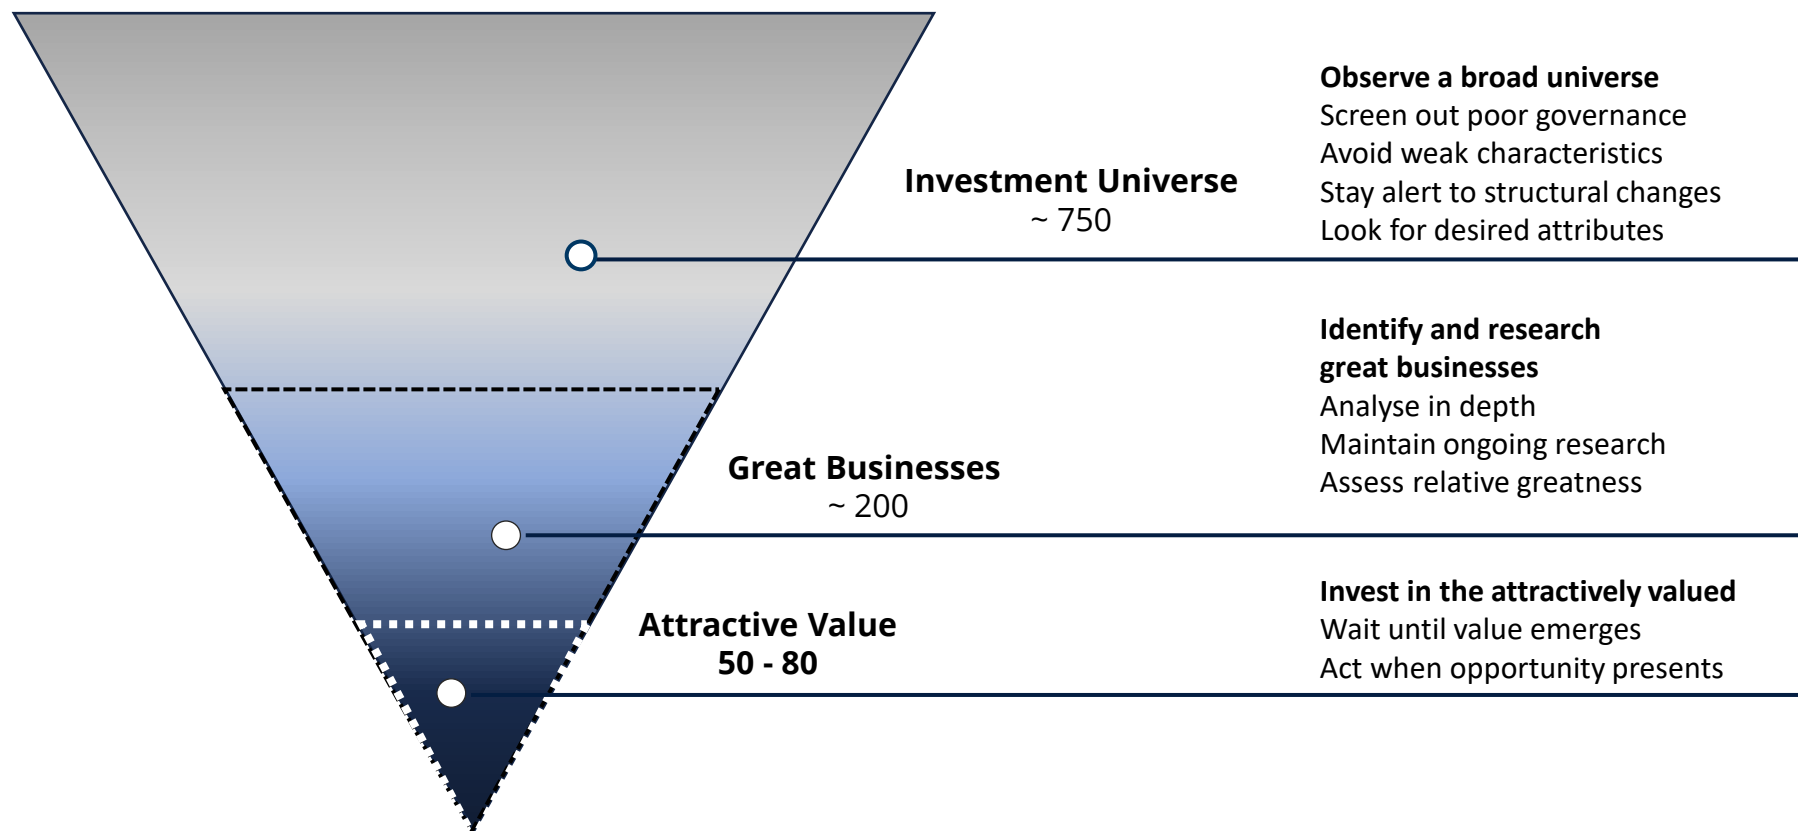 Observe a broad universe
Screen out poor governance
Avoid weak characteristics
Stay alert to structural changes
Look for desired attributes
Investment Universe
~ 750
Identify and research
great businesses
Analyse in depth
Maintain ongoing research
Assess relative greatness
Great Businesses
~ 200
Invest in the attractively valued
Wait until value emerges
Act when opportunity presents
Attractive Value
50 - 80